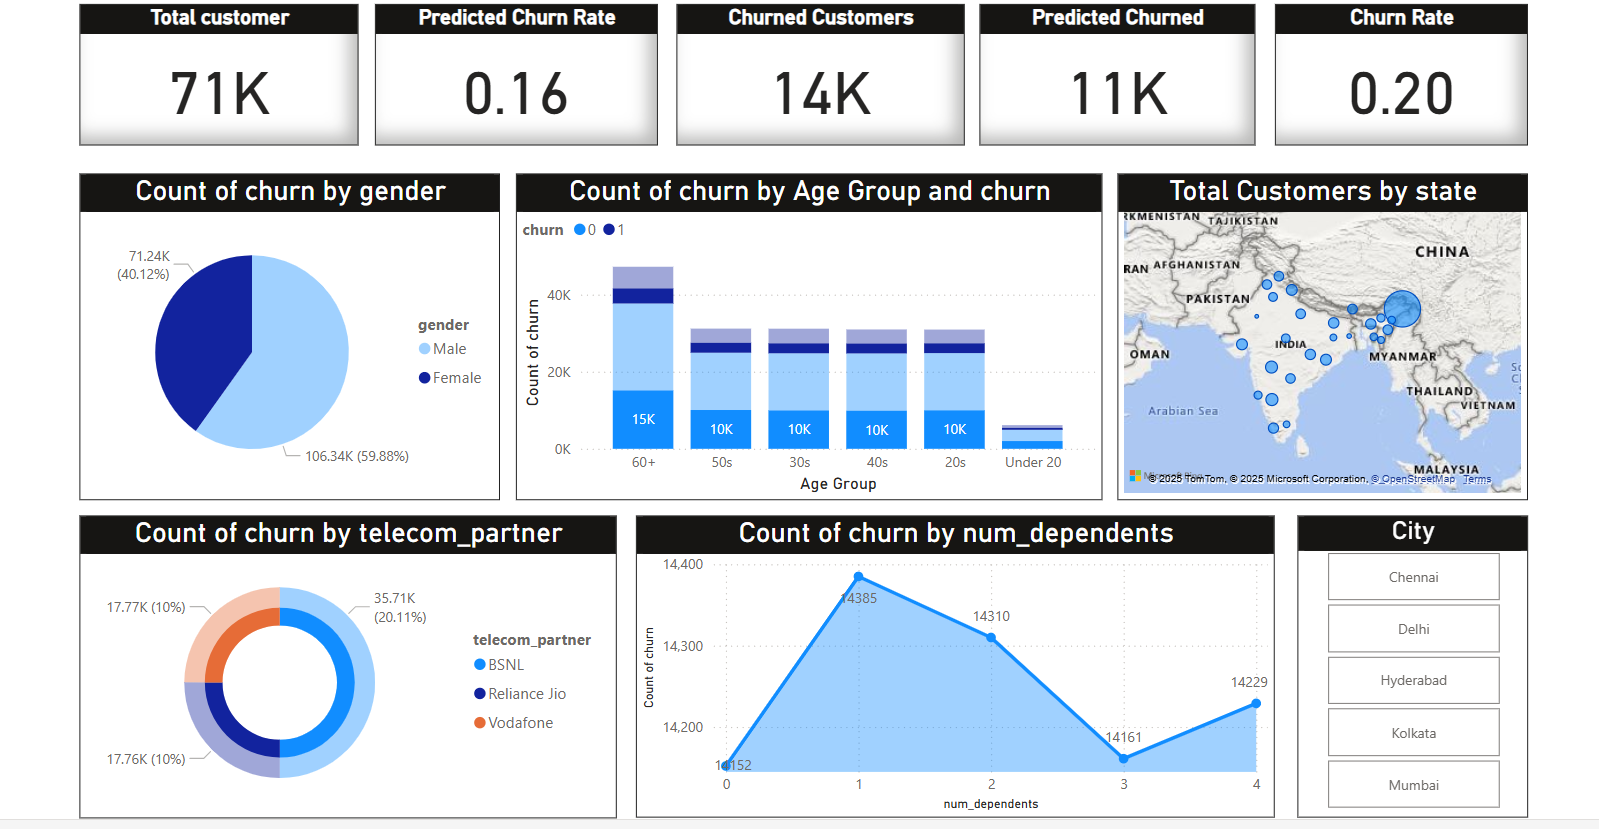 Total customer
71K
Predicted Churn Rate
0.16
Churned Customers
14K
Predicted Churned
11K
Churn Rate
0.20
Count of churn by gender
71.24K
(40.12%)
106.34K (59.88%)
gender
Male
Female
Count of churn by Age Group and churn
churn 0 1
Count of churn
40K
20K
0K
15K
10K
10K
10K
10K
60+ 50s 30s 40s 20s Under 20
Age Group
Total Customers by state
RKMENISTAN
TAJIKISTAN
CHINA
RAN
AFGHANISTAN
PAKISTAN
INDIA
OMAN
MYANMAR
THAILAND
VIETNAM
Arabian Sea
MALAYSIA
© 2025 TomTom, © 2025 Microsoft Corporation, © OpenStreetMap Terms
Count of churn by telecom_partner
17.77K (10%)
35.71K
(20.11%)
17.76K (10%)
telecom_partner
BSNL
Reliance Jio
Vodafone
Count of churn by num_dependents
Count of churn
14,400
14,300
14,200
14152
14385
14310
14161
14229
0 1 2 3 4
num_dependents
City
Chennai
Delhi
Hyderabad
Kolkata
Mumbai